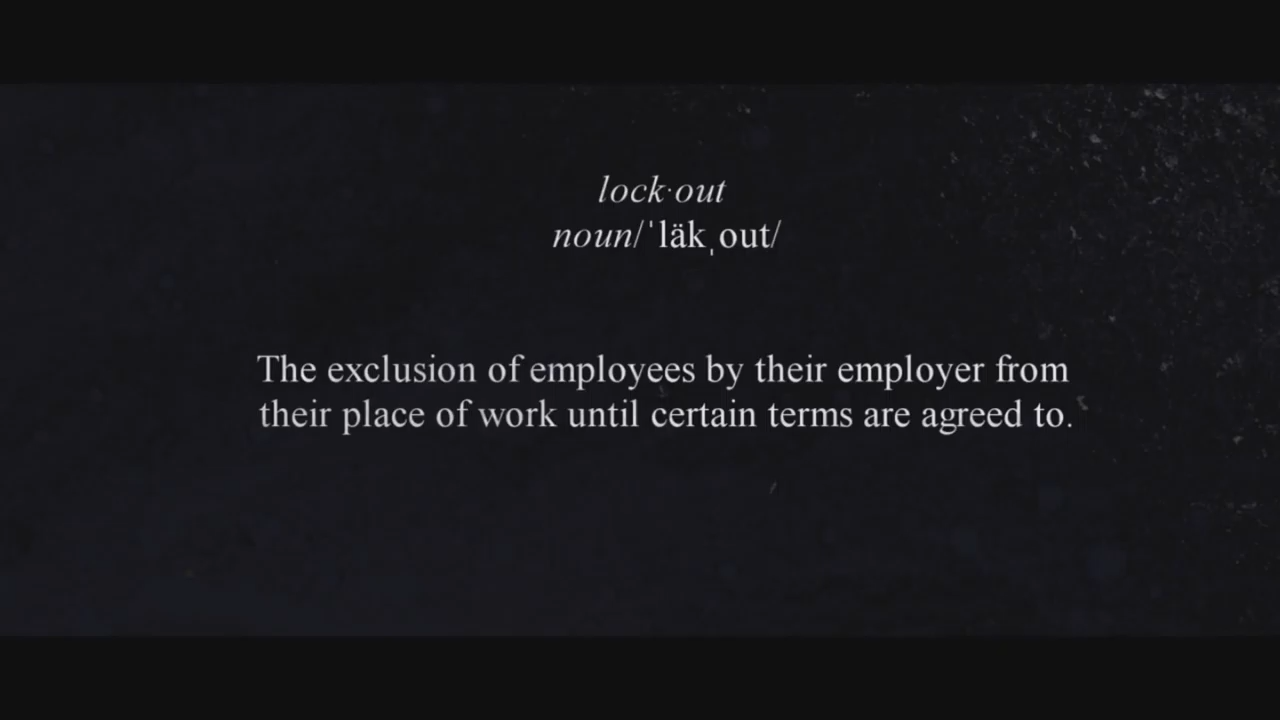 lock·out
noun/ˈläkˌout/
The exclusion of employees by their employer from
their place of work until certain terms are agreed to.